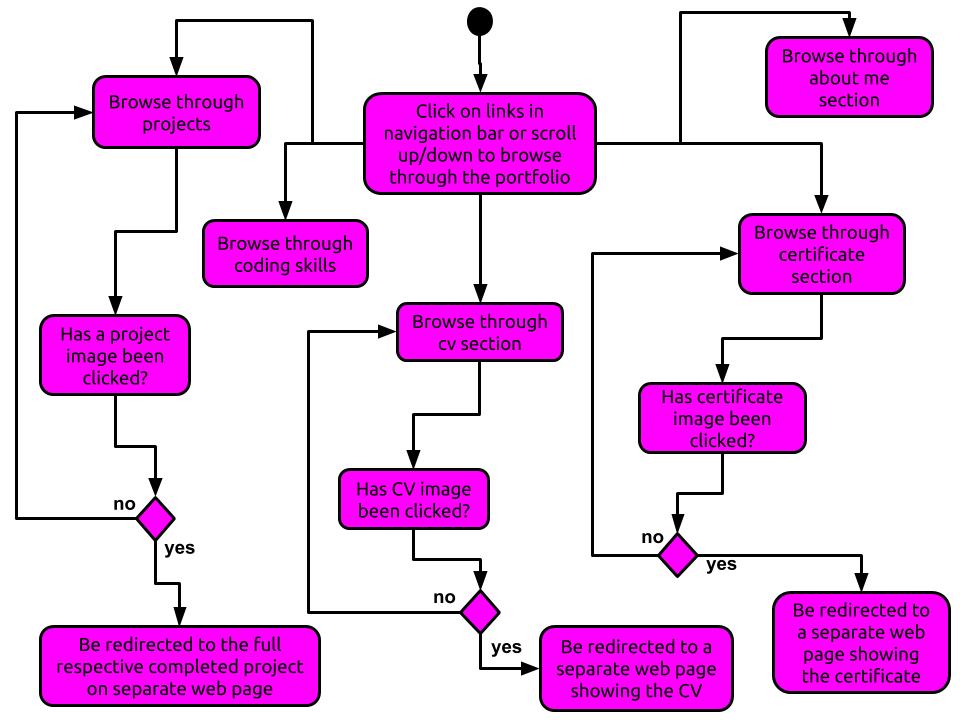 Browse through
projects
Click on links in
navigation bar or scroll
up/down to browse
through the portfolio
Browse through
about me
section
Browse through
coding skills
Browse through
certificate
section
Browse through
cv section
Has a project
image been
clicked?
Has certificate
image been
clicked?
Has CV image
been clicked?
no
yes
no
yes
no
yes
Be redirected to the full
respective completed project
on separate web page
Be redirected to a
separate web page
showing the CV
Be redirected to
a separate web
page showing
the certificate